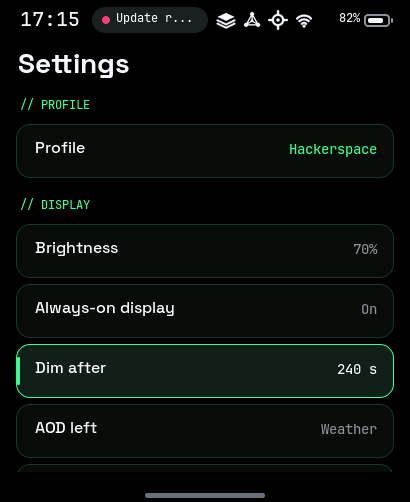 17:15 Update r... 82%
Settings
// PROFILE
Profile Hackerspace
// DISPLAY
Brightness 70%
Always-on display On
Dim after 240 s
AOD left Weather